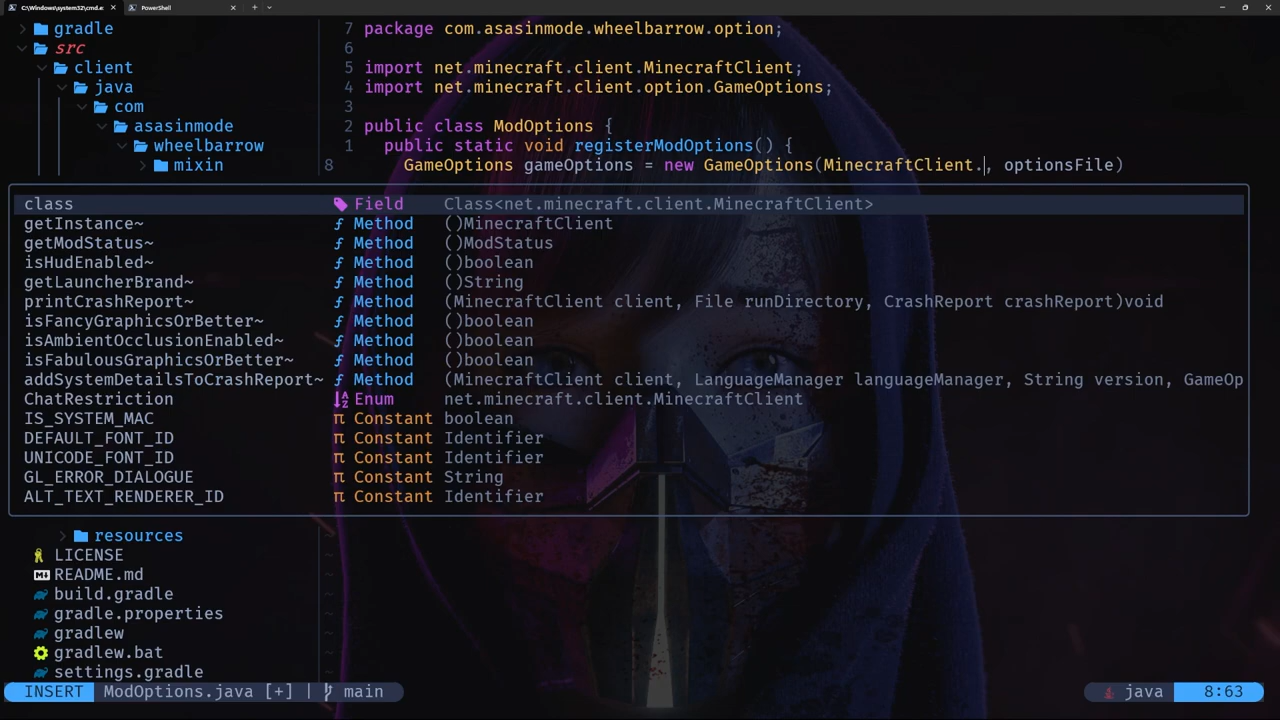 C:\Windows\system32\cmd.e
PowerShell
gradle
src
client
java
com
asasinmode
wheelbarrow
mixin
7 package com.asasinmode.wheelbarrow.option;
6
5 import net.minecraft.client.MinecraftClient;
4 import net.minecraft.client.option.GameOptions;
3
2 public class ModOptions {
1 public static void registerModOptions() {
8 GameOptions gameOptions = new GameOptions(MinecraftClient., optionsFile)
class Field Class<net.minecraft.client.MinecraftClient>
getInstance~ ƒ Method ()MinecraftClient
getModStatus~ ƒ Method ()ModStatus
isHudEnabled~ ƒ Method ()boolean
getLauncherBrand~ ƒ Method ()String
printCrashReport~ ƒ Method (MinecraftClient client, File runDirectory, CrashReport crashReport)void
isFancyGraphicsOrBetter~ ƒ Method ()boolean
isAmbientOcclusionEnabled~ ƒ Method ()boolean
isFabulousGraphicsOrBetter~ ƒ Method ()boolean
addSystemDetailsToCrashReport~ ƒ Method (MinecraftClient client, LanguageManager languageManager, String version, GameOp
ChatRestriction Enum net.minecraft.client.MinecraftClient
IS_SYSTEM_MAC π Constant boolean
DEFAULT_FONT_ID π Constant Identifier
UNICODE_FONT_ID π Constant Identifier
GL_ERROR_DIALOGUE π Constant String
ALT_TEXT_RENDERER_ID π Constant Identifier
resources
LICENSE
README.md
build.gradle
gradle.properties
gradlew
gradlew.bat
settings.gradle
INSERT ModOptions.java [+] | main
java 8:63